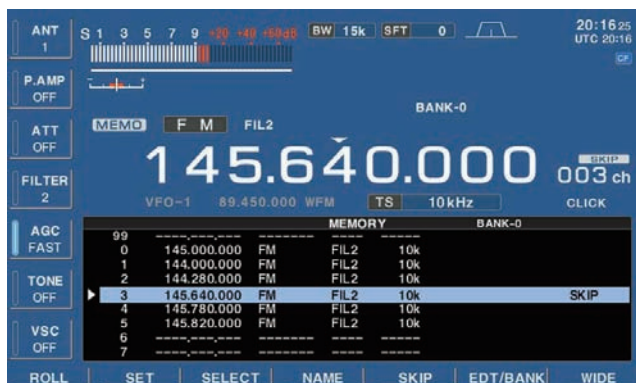 ANT
1
S 1 3 5 7 9 +20 +40 +60dB
BW 15k SFT 0
20:16 25
UTC 20:16
CF
P.AMP
OFF
BANK-0
MEMO FM FIL2
ATT
OFF
145.640.000
SKIP
003 ch
FILTER
2
VFO-1 89.450.000 WFM TS 10kHz CLICK
MEMORY BANK-0
AGC
FAST
99 ----.---.--- ------- ---- ----
0 145.000.000 FM FIL2 10k
1 144.000.000 FM FIL2 10k
2 144.280.000 FM FIL2 10k
3 145.640.000 FM FIL2 10k SKIP
4 145.780.000 FM FIL2 10k
5 145.820.000 FM FIL2 10k
6 ----.---.--- ------- ---- ----
7 ----.---.--- ------- ---- ----
TONE
OFF
VSC
OFF
ROLL SET SELECT NAME SKIP EDT/BANK WIDE